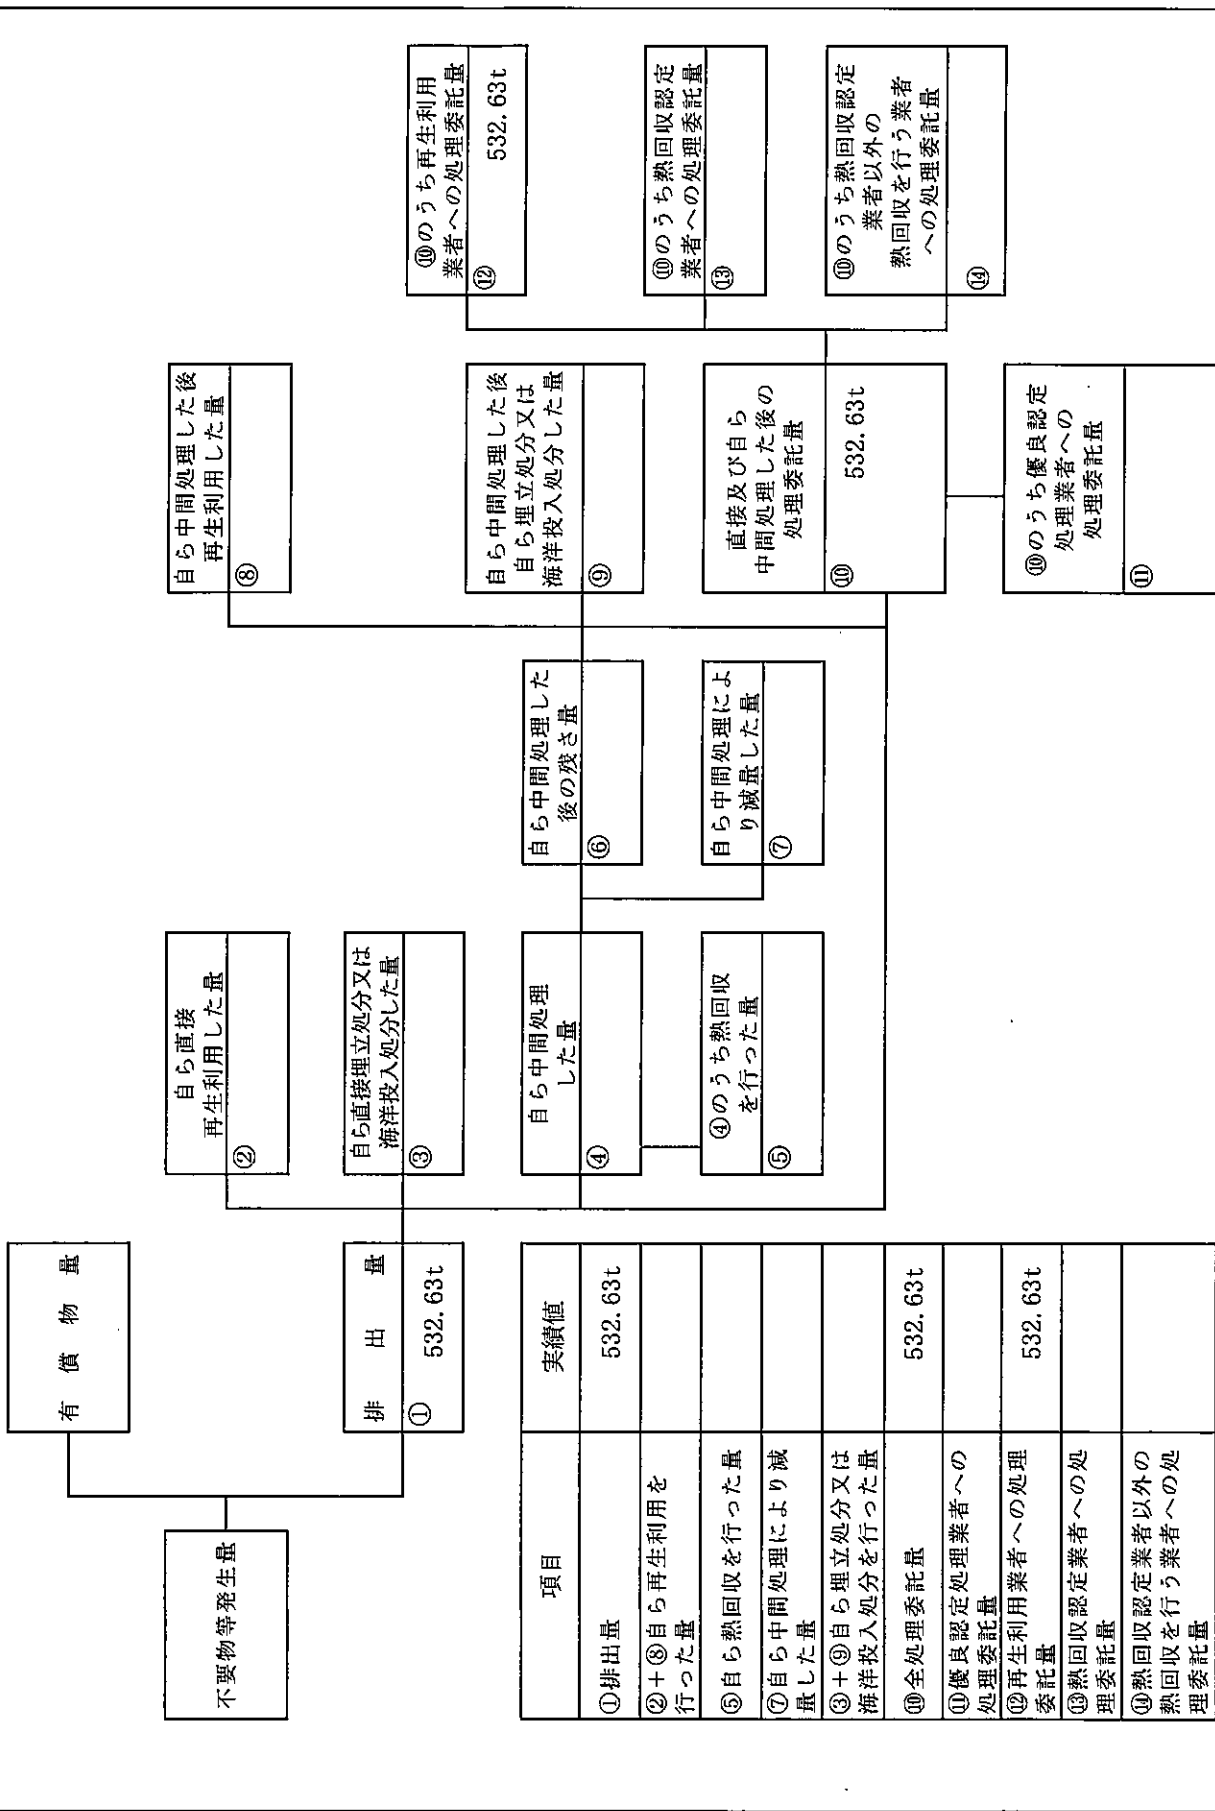 不要物等発生量
有償物量
排出量
① 532.63t
自ら直接
再生利用した量
②
自ら直接埋立処分又は
海洋投入処分した量
③
自ら中間処理
した量
④
④のうち熱回収
を行った量
⑤
自ら中間処理した
後の残さ量
⑥
自ら中間処理によ
り減量した量
⑦
自ら中間処理した後
再生利用した量
⑧
自ら中間処理した後
自ら埋立処分又は
海洋投入処分した量
⑨
直接及び自ら
中間処理した後の
処理委託量
⑩ 532.63t
⑩のうち優良認定
処理業者への
処理委託量
⑪
⑩のうち再生利用
業者への処理委託量
⑫ 532.63t
⑩のうち熱回収認定
業者への処理委託量
⑬
⑩のうち熱回収認定
業者以外の
熱回収を行う業者
への処理委託量
⑭
項目 実績値
①排出量 532.63t
②+⑧自ら再生利用を
行った量
⑤自ら熱回収を行った量
⑦自ら中間処理により減
量した量
③+⑨自ら埋立処分又は
海洋投入処分を行った量
⑩全処理委託量 532.63t
⑪優良認定処理業者への
処理委託量
⑫再生利用業者への処理
委託量 532.63t
⑬熱回収認定業者への処
理委託量
⑭熱回収認定業者以外の
熱回収を行う業者への処
理委託量